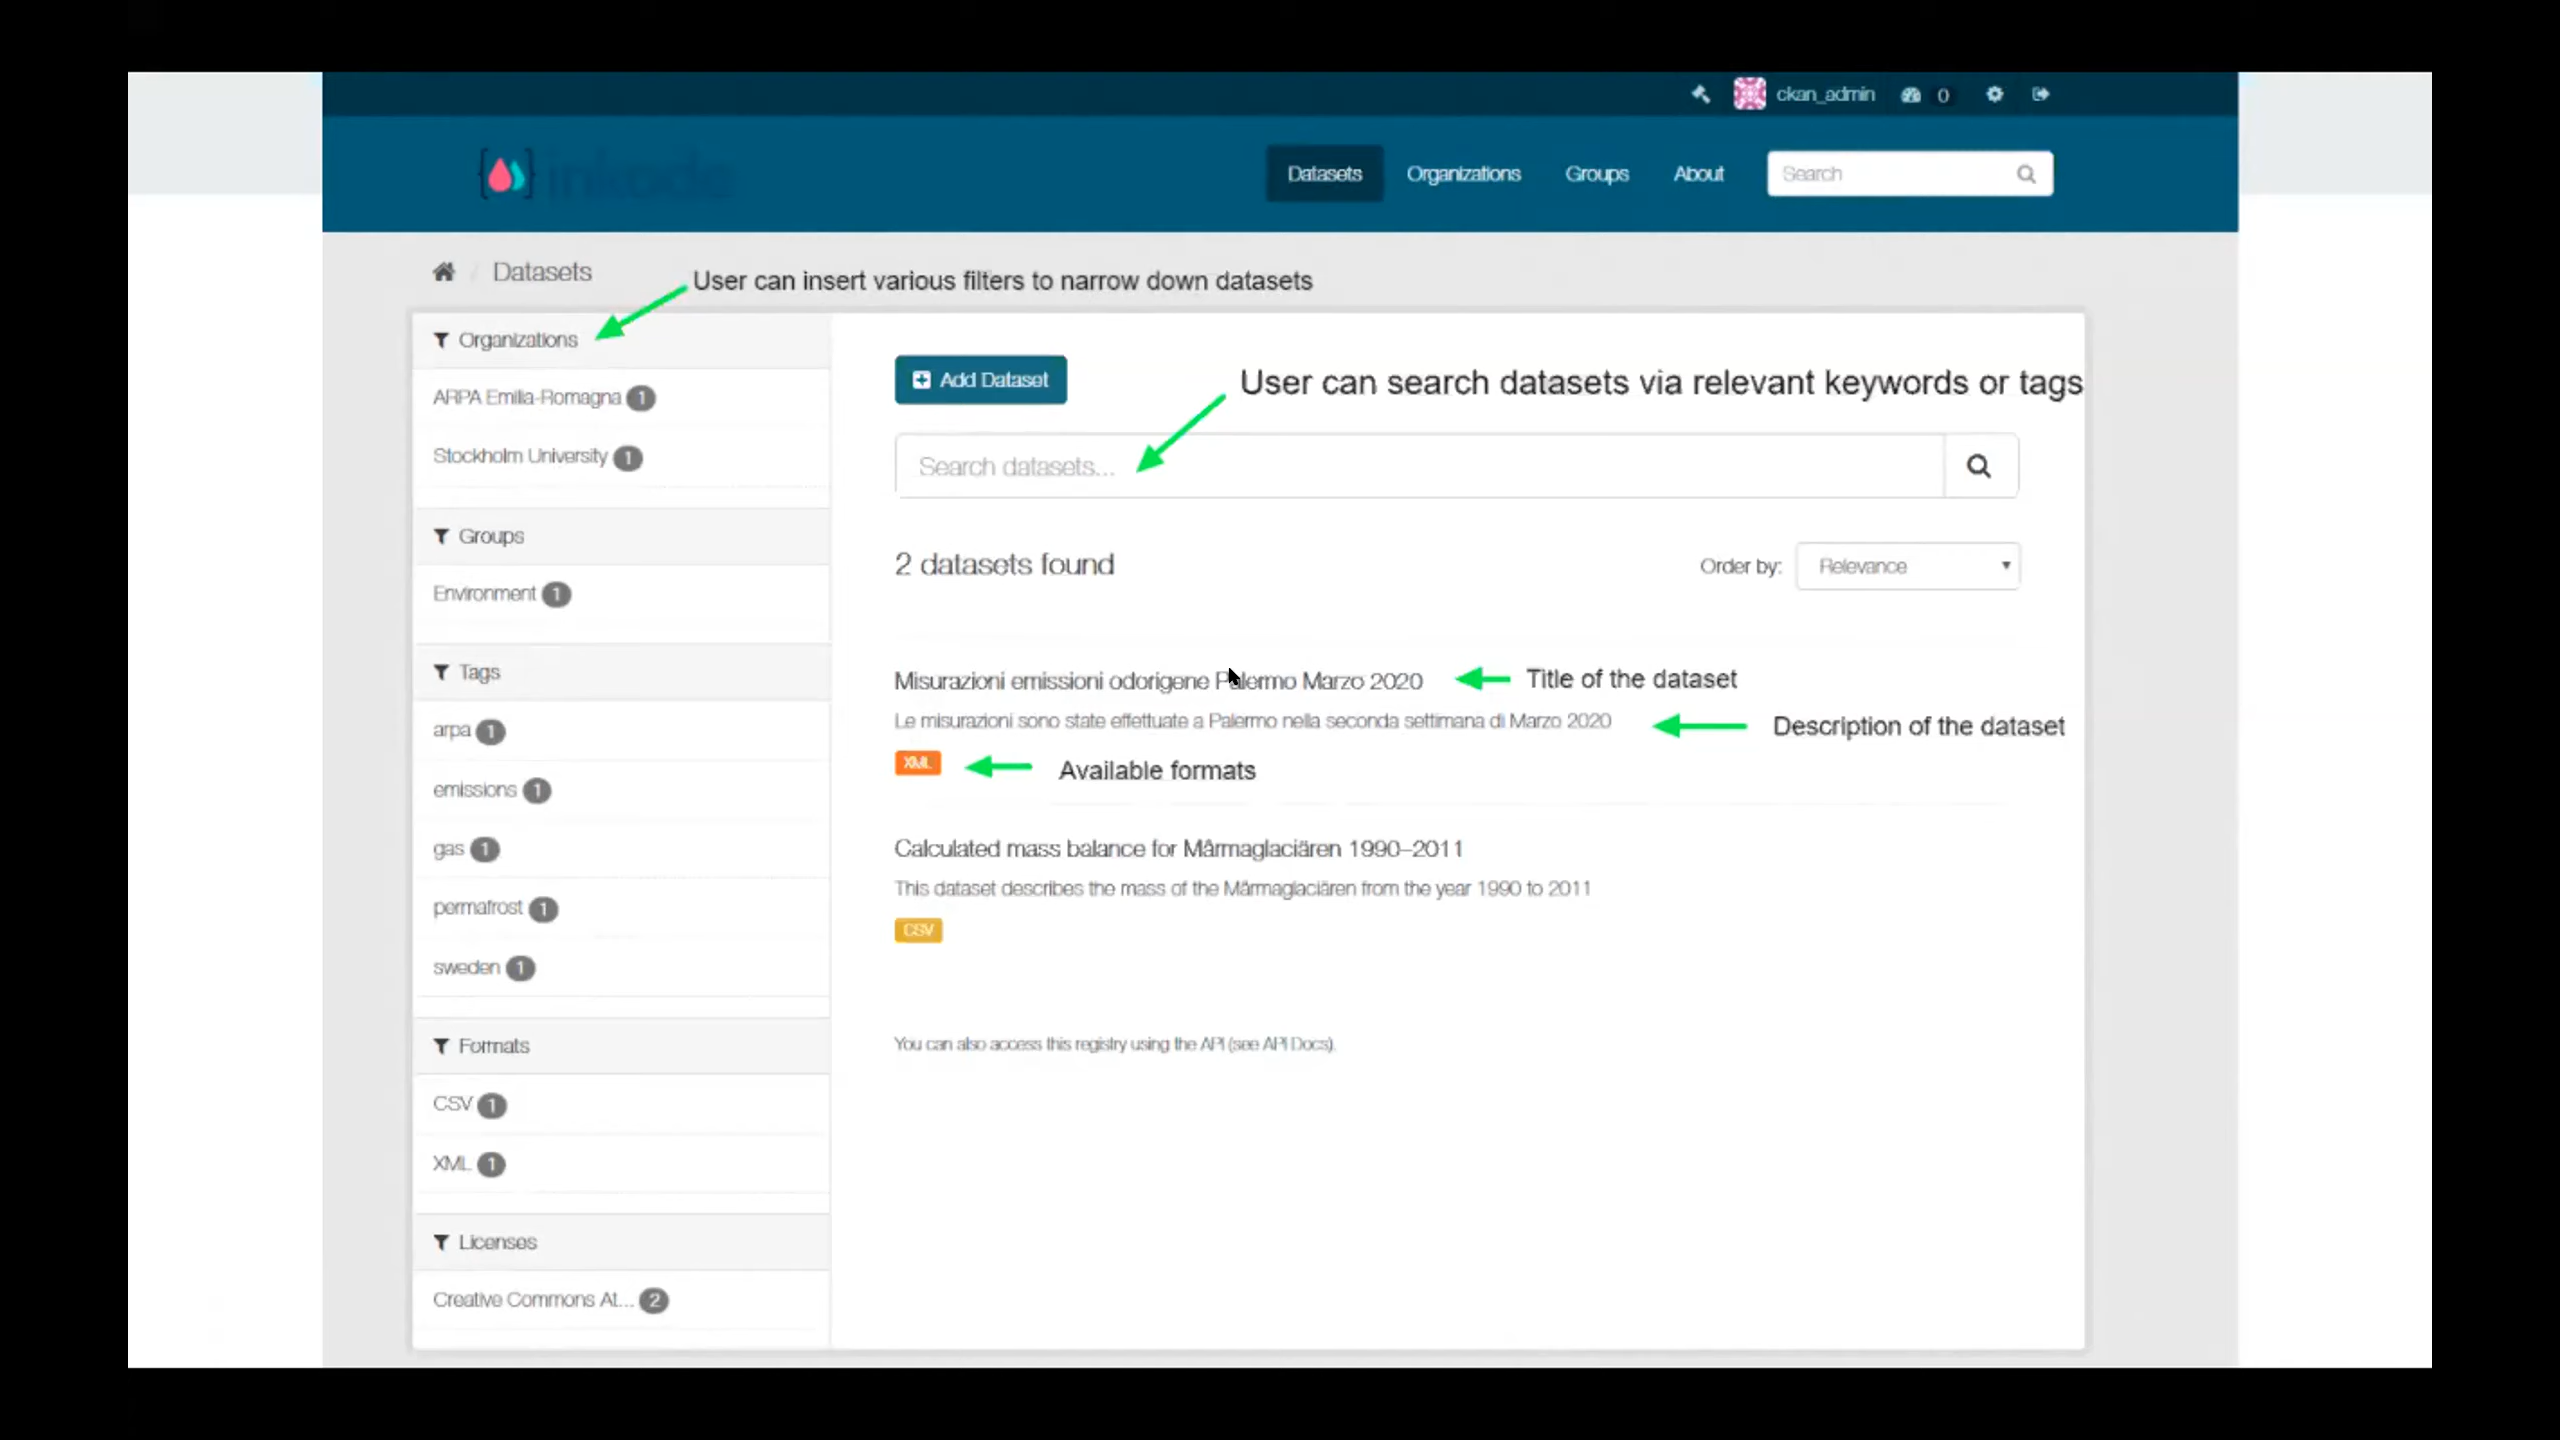 ckan_admin 0
inkode
Datasets Organizations Groups About Search
Datasets
User can insert various filters to narrow down datasets
Organizations
ARPA Emilia-Romagna 1
Stockholm University 1
Groups
Environment 1
Tags
arpa 1
emissions 1
gas 1
permafrost 1
sweden 1
Formats
CSV 1
XML 1
Licenses
Creative Commons At... 2
Add Dataset
User can search datasets via relevant keywords or tags
Search datasets...
2 datasets found
Order by: Relevance
Misurazioni emissioni odorigene Palermo Marzo 2020
Title of the dataset
Le misurazioni sono state effettuate a Palermo nella seconda settimana di Marzo 2020
Description of the dataset
XML
Available formats
Calculated mass balance for Mårmaglaciären 1990–2011
This dataset describes the mass of the Mårmaglaciären from the year 1990 to 2011
CSV
You can also access this registry using the API (see API Docs).